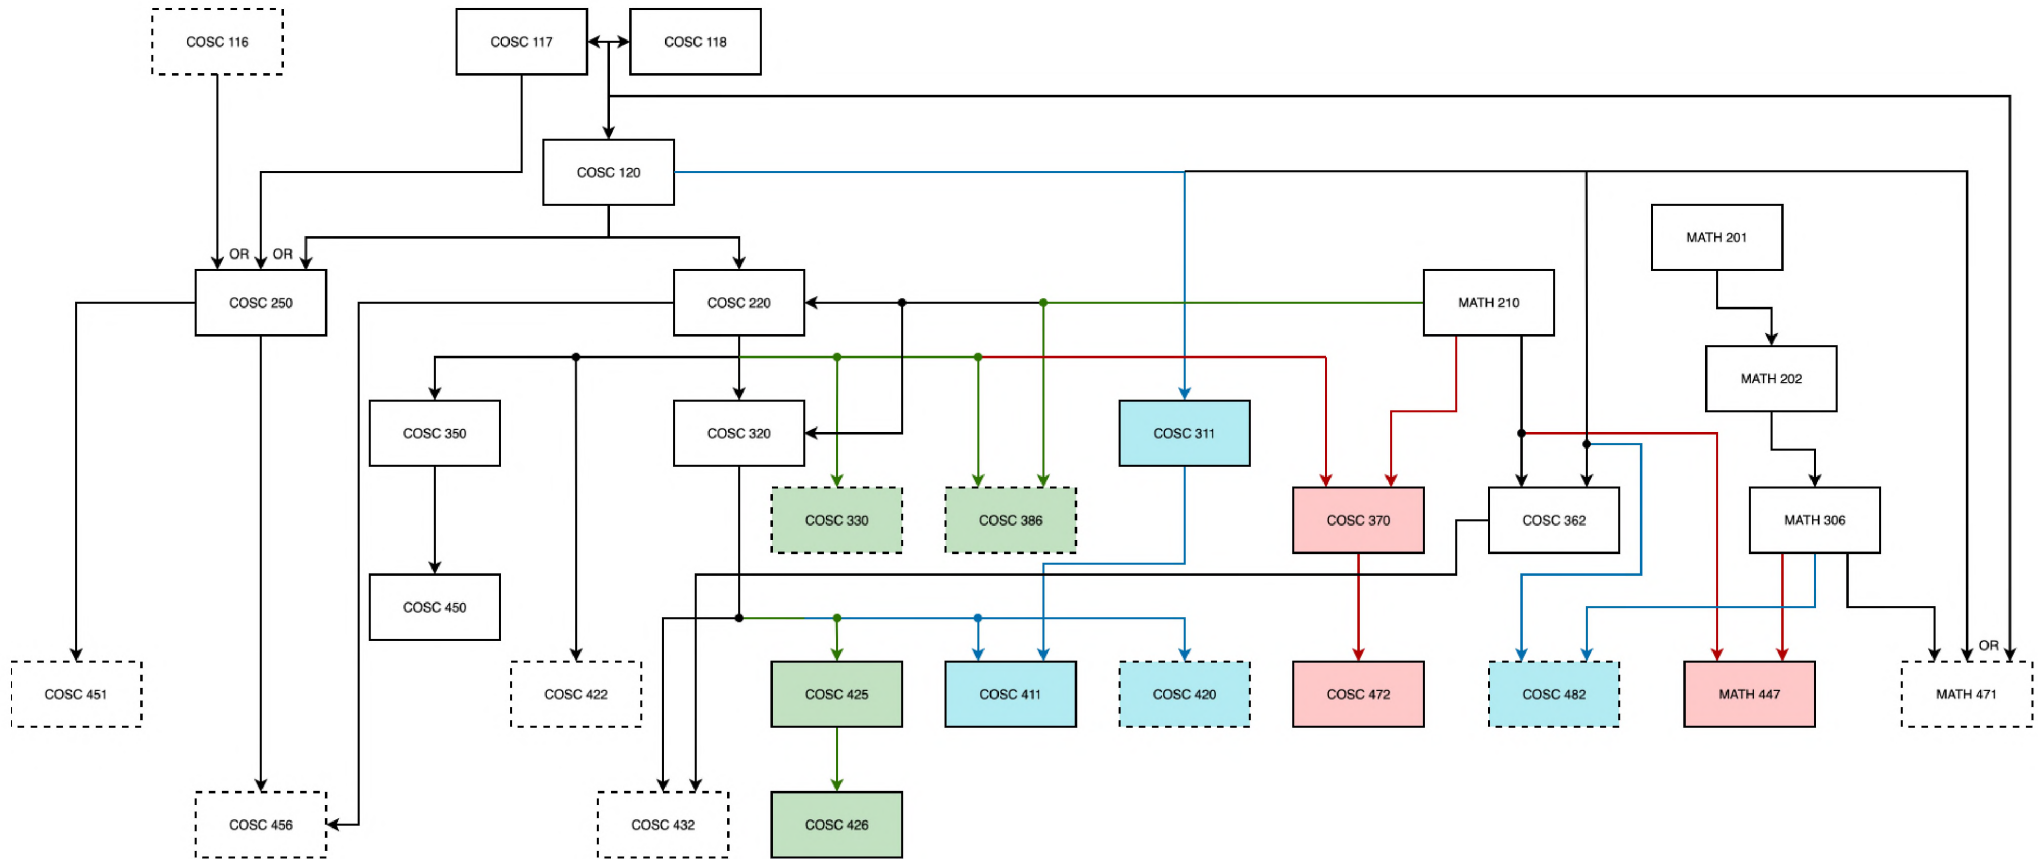 COSC 116
COSC 117
COSC 118
COSC 120
MATH 201
OR
OR
COSC 250
COSC 220
MATH 210
MATH 202
COSC 350
COSC 320
COSC 311
COSC 330
COSC 386
COSC 370
COSC 362
MATH 306
COSC 450
OR
COSC 451
COSC 422
COSC 425
COSC 411
COSC 420
COSC 472
COSC 482
MATH 447
MATH 471
COSC 456
COSC 432
COSC 426